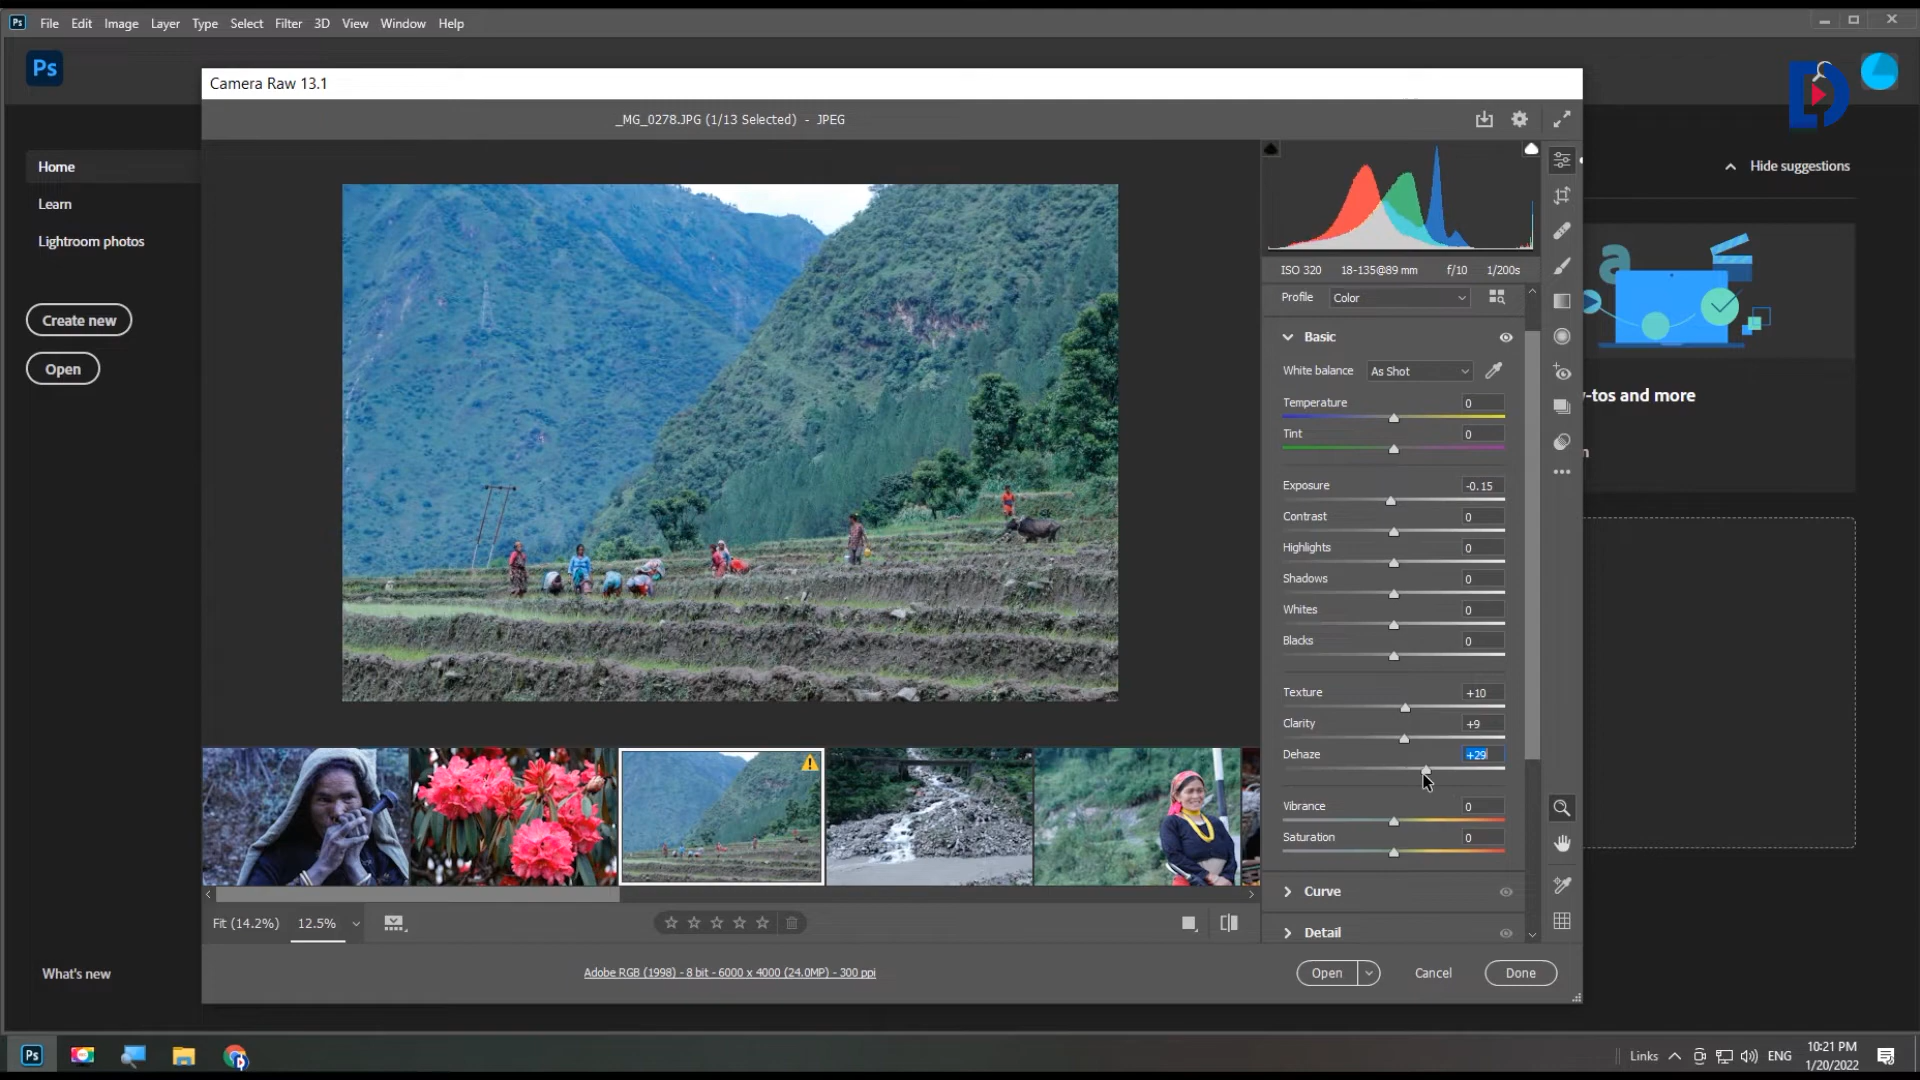 Ps File Edit Image Layer Type Select Filter 3D View Window Help
Ps
Camera Raw 13.1
_MG_0278.JPG (1/13 Selected) - JPEG
Home
Learn
Lightroom photos
Create new
Open
What's new
Hide suggestions
-tos and more
ISO 320 18-135@89 mm f/10 1/200s
Profile Color
Basic
White balance As Shot
Temperature 0
Tint 0
Exposure -0.15
Contrast 0
Highlights 0
Shadows 0
Whites 0
Blacks 0
Texture +10
Clarity +9
Dehaze +29
Vibrance 0
Saturation 0
Curve
Detail
Fit (14.2%) 12.5%
Adobe RGB (1998) - 8 bit - 6000 x 4000 (24.0MP) - 300 ppi
Open Cancel Done
Ps Links ENG 10:21 PM
1/20/2022